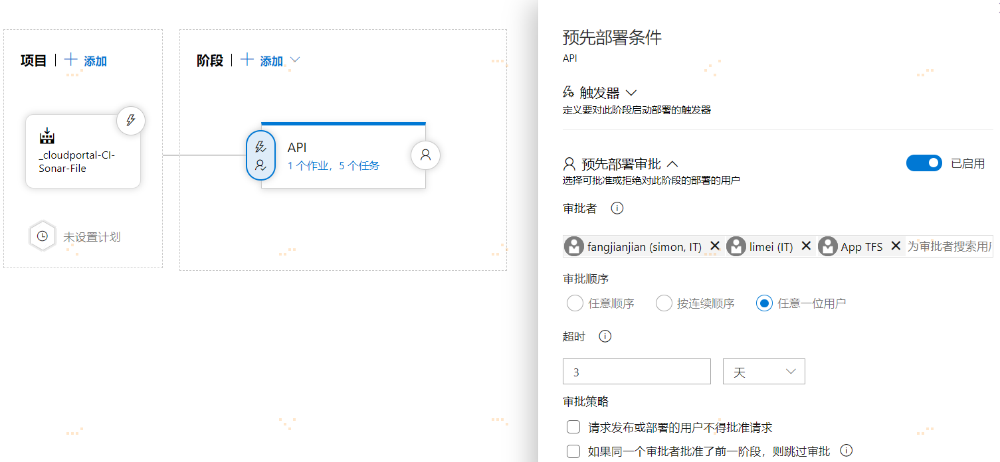 项目 | 添加
阶段 | 添加
_cloudportal-CI-
Sonar-File
API
1 个作业，5 个任务
未设置计划
预先部署条件
API
触发器
定义要对此阶段启动部署的触发器
预先部署审批
已启用
选择可批准或拒绝对此阶段的部署的用户
审批者
fangjianjian (simon, IT) limei (IT) App TFS 为审批者搜索用
审批顺序
任意顺序 按连续顺序 任意一位用户
超时
3 天
审批策略
请求发布或部署的用户不得批准请求
如果同一个审批者批准了前一阶段，则跳过审批